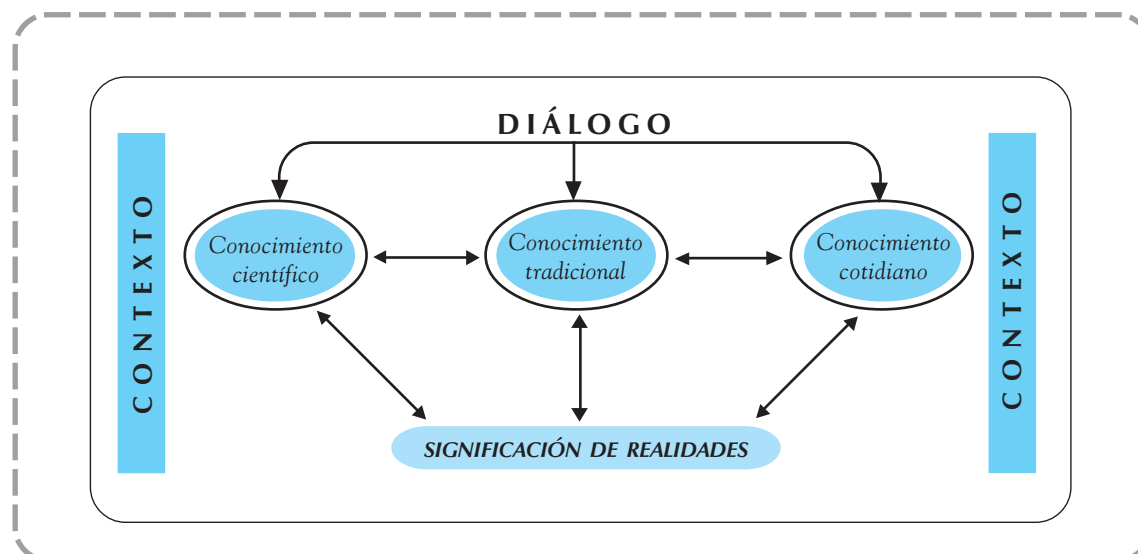 DIÁLOGO
CONTEXTO
Conocimiento
científico
Conocimiento
tradicional
Conocimiento
cotidiano
CONTEXTO
SIGNIFICACIÓN DE REALIDADES